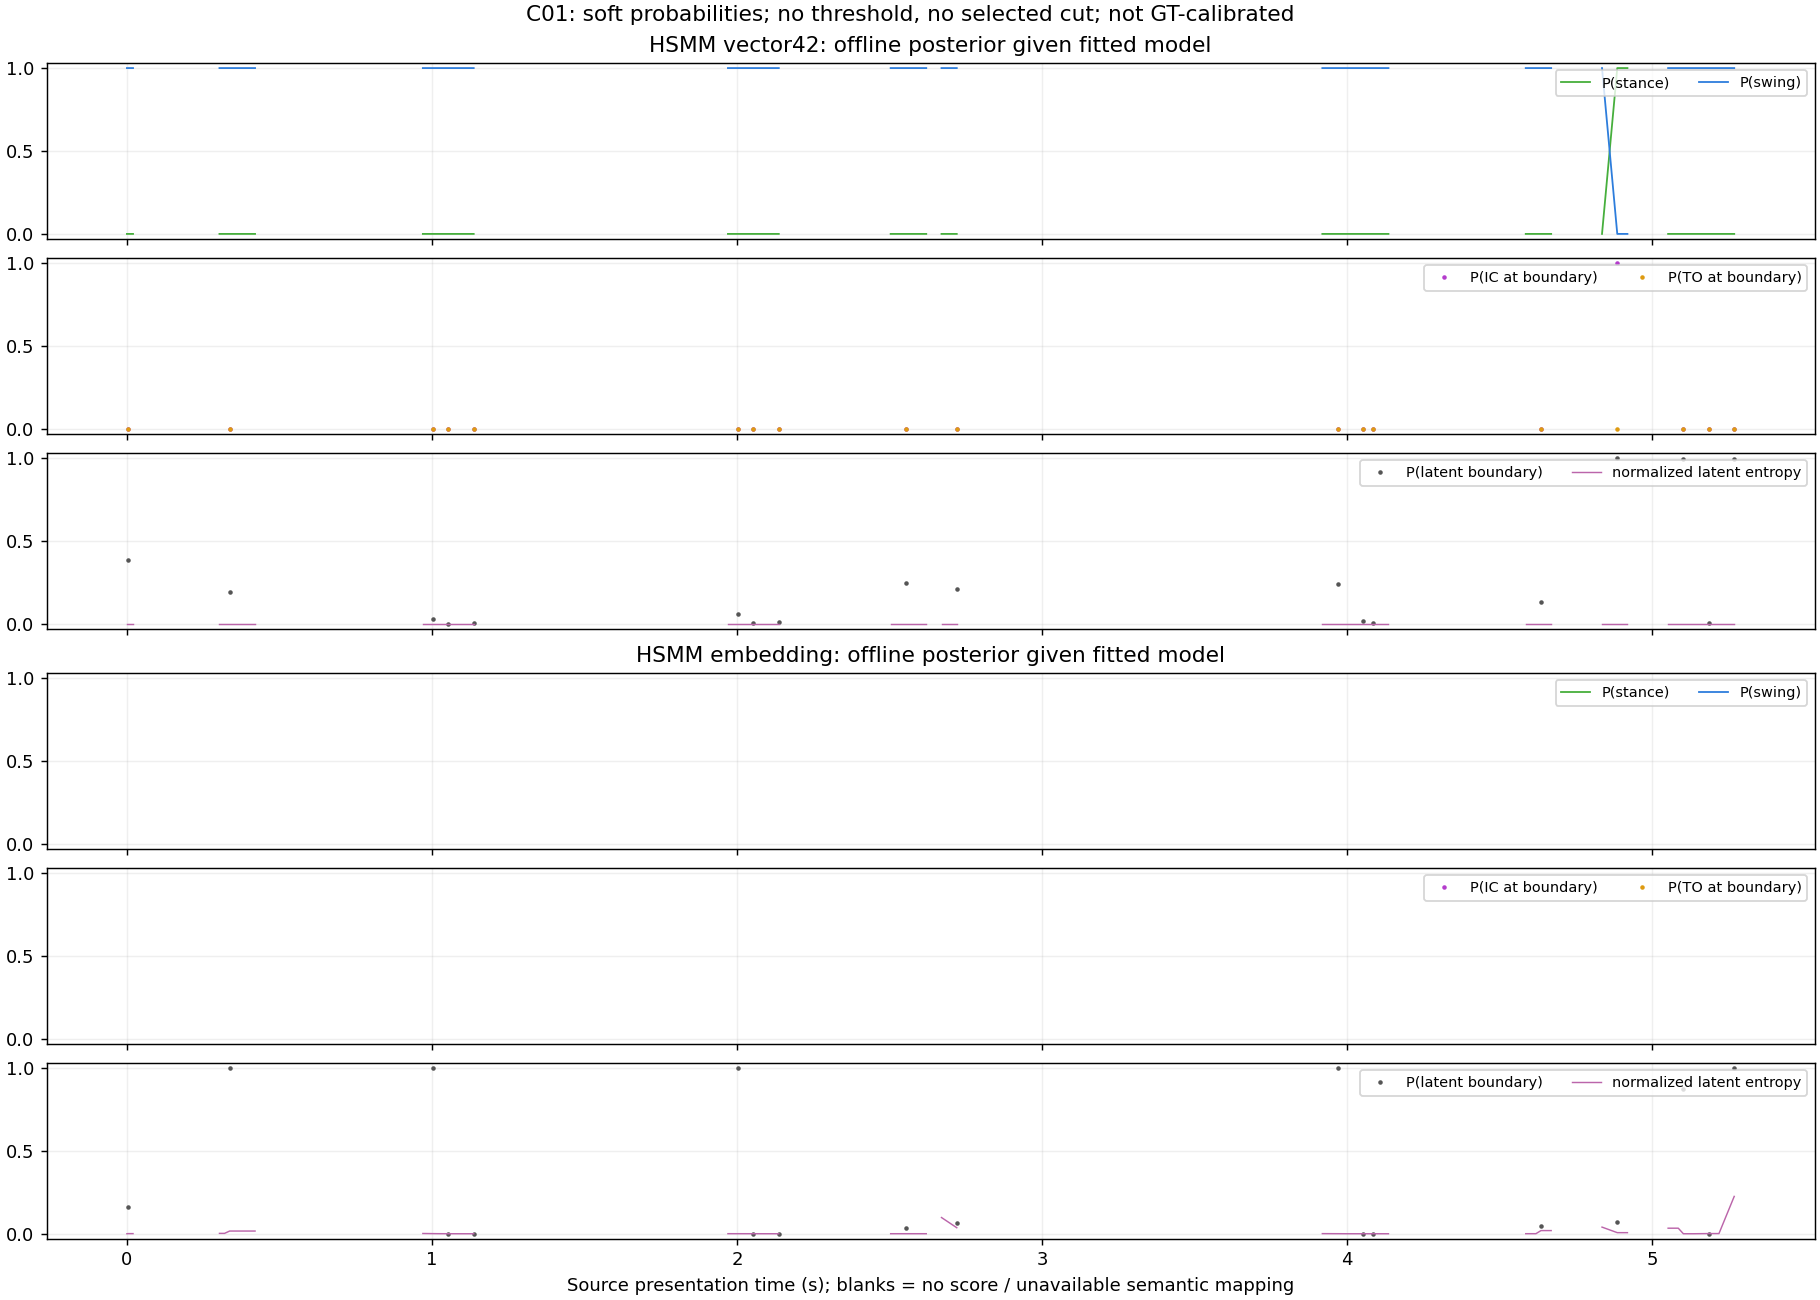 C01: soft probabilities; no threshold, no selected cut; not GT-calibrated
HSMM vector42: offline posterior given fitted model
1.0
0.5
0.0
P(stance) P(swing)
1.0
0.5
0.0
P(IC at boundary) P(TO at boundary)
1.0
0.5
0.0
P(latent boundary) normalized latent entropy
HSMM embedding: offline posterior given fitted model
1.0
0.5
0.0
P(stance) P(swing)
1.0
0.5
0.0
P(IC at boundary) P(TO at boundary)
1.0
0.5
0.0
P(latent boundary) normalized latent entropy
0 1 2 3 4 5
Source presentation time (s); blanks = no score / unavailable semantic mapping